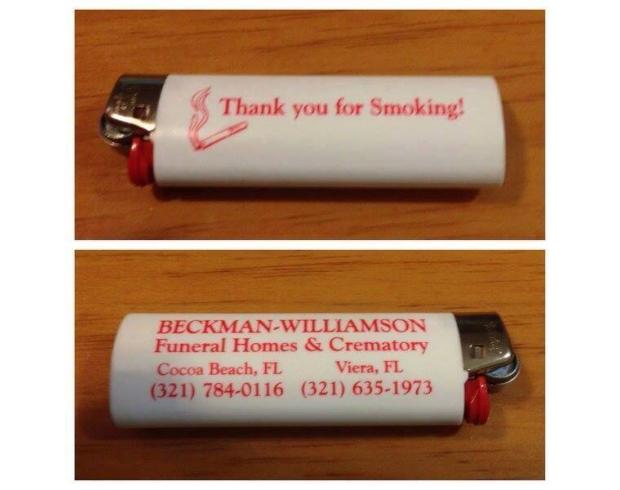 Thank you for Smoking!
BECKMAN-WILLIAMSON
Funeral Homes & Crematory
Cocoa Beach, FL Viera, FL
(321) 784-0116 (321) 635-1973